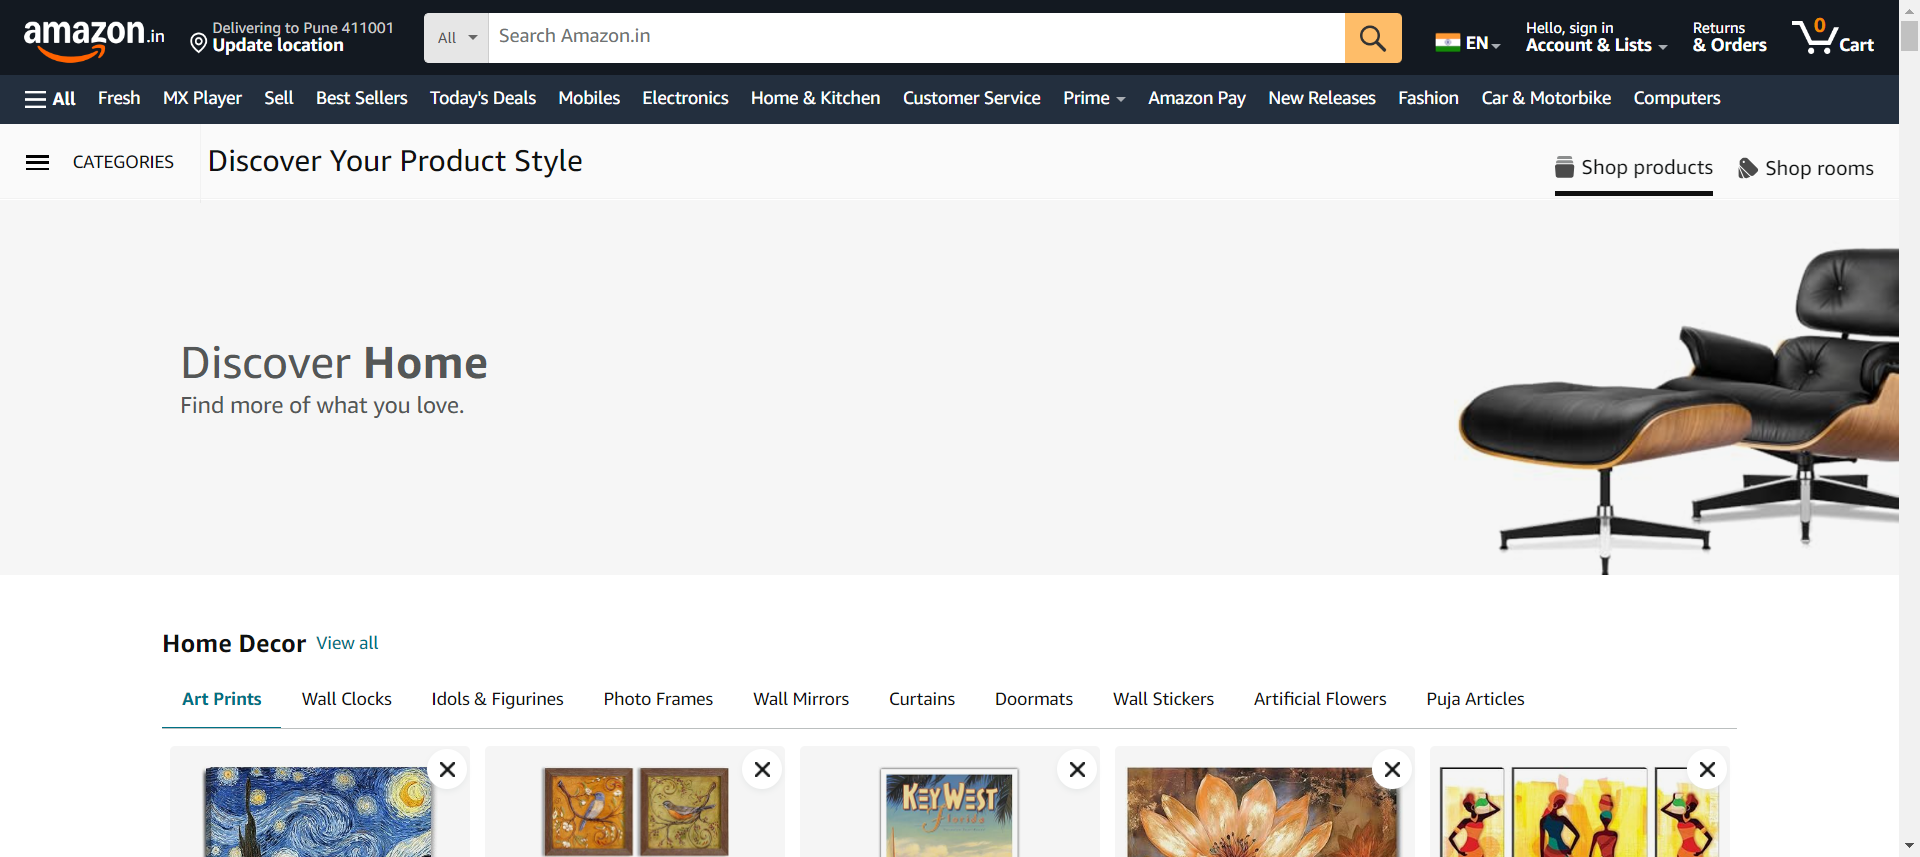 amazon.in
Delivering to Pune 411001
Update location
All
Search Amazon.in
EN
Hello, sign in
Account & Lists
Returns
& Orders
0
Cart
All
Fresh
MX Player
Sell
Best Sellers
Today's Deals
Mobiles
Electronics
Home & Kitchen
Customer Service
Prime
Amazon Pay
New Releases
Fashion
Car & Motorbike
Computers
CATEGORIES
Discover Your Product Style
Shop products
Shop rooms
Discover Home
Find more of what you love.
Home Decor View all
Art Prints
Wall Clocks
Idols & Figurines
Photo Frames
Wall Mirrors
Curtains
Doormats
Wall Stickers
Artificial Flowers
Puja Articles
KEY WEST
Florida